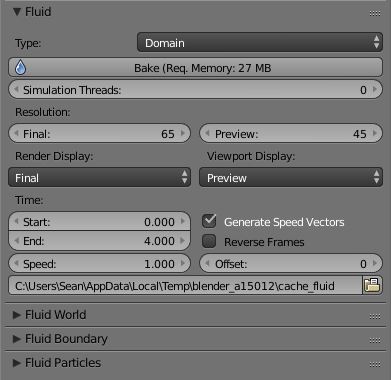 Fluid
Type: Domain
Bake (Req. Memory: 27 MB
Simulation Threads: 0
Resolution:
Final: 65 Preview: 45
Render Display: Viewport Display:
Final Preview
Time:
Start: 0.000 Generate Speed Vectors
End: 4.000 Reverse Frames
Speed: 1.000 Offset: 0
C:\Users\Sean\AppData\Local\Temp\blender_a15012\cache_fluid
Fluid World
Fluid Boundary
Fluid Particles